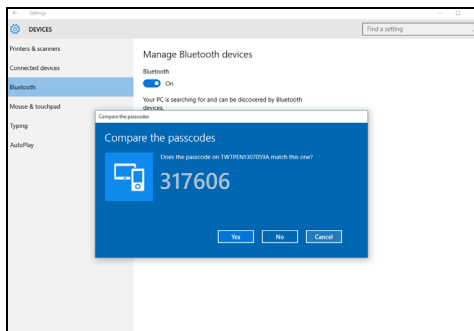 Settings
DEVICES
Find a setting
Printers & scanners
Connected devices
Bluetooth
Mouse & touchpad
Typing
AutoPlay
Manage Bluetooth devices
Bluetooth
On
Your PC is searching for and can be discovered by Bluetooth
devices.
Compare the passcodes
Compare the passcodes
Does the passcode on TWTPEN1307059A match this one?
317606
Yes
No
Cancel